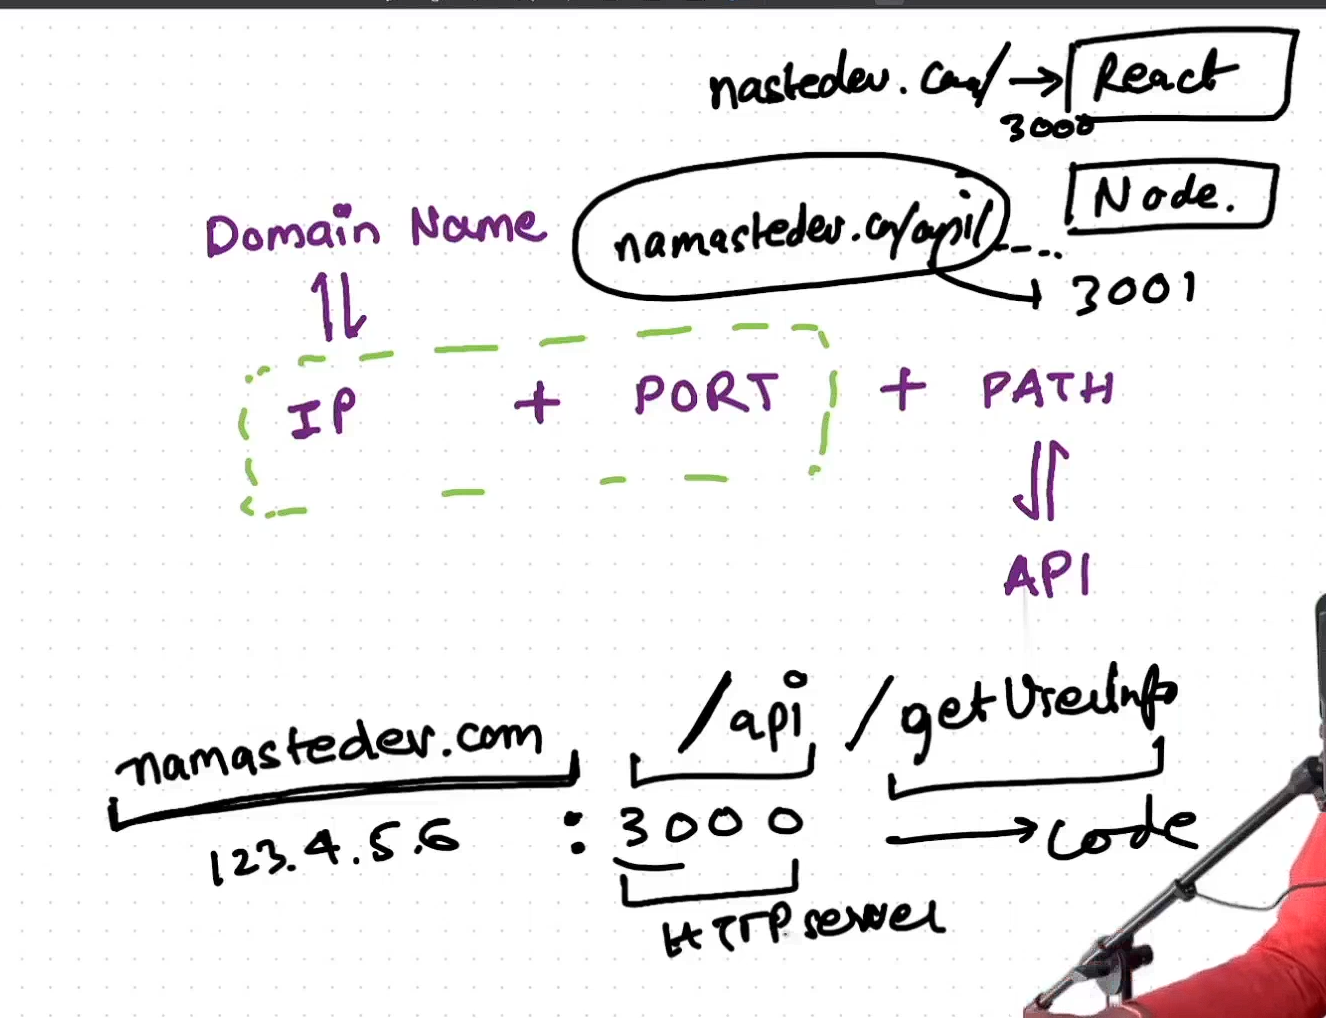 nastedev.com/ → React
3000
Node.
Domain Name namastedev.com/api/....
3001
IP + PORT + PATH
API
namastedev.com /api /getUserInfo
123.4.5.6 : 3000 → code
HTTP server